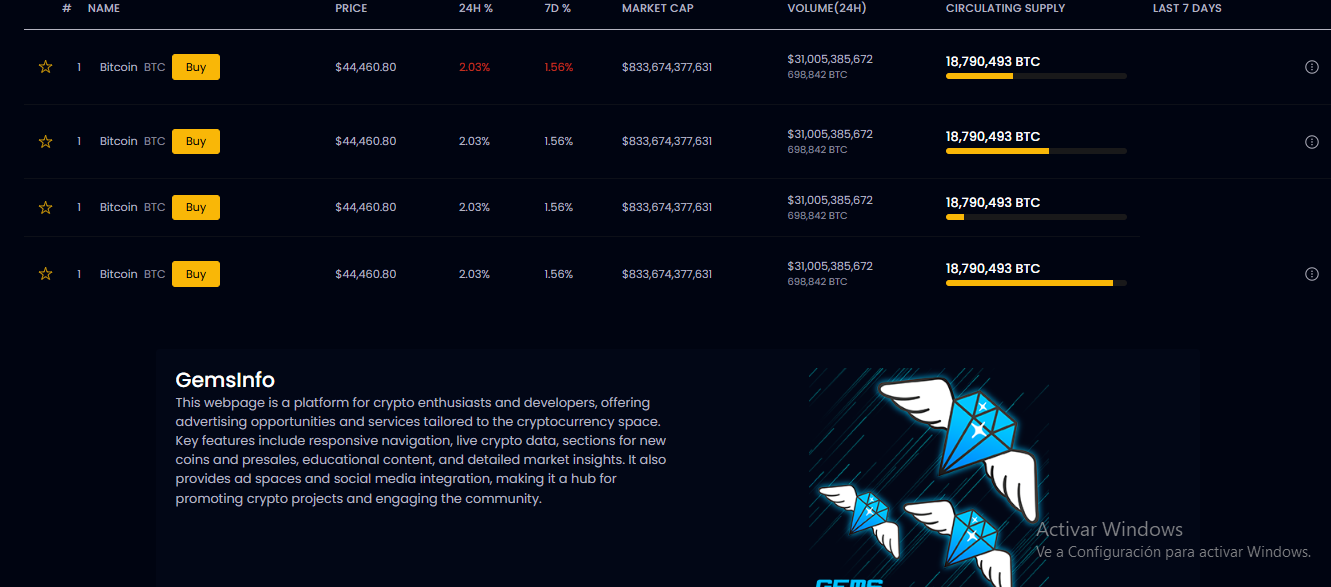 # NAME PRICE 24H % 7D % MARKET CAP VOLUME(24H) CIRCULATING SUPPLY LAST 7 DAYS
1 Bitcoin BTC Buy $44,460.80 2.03% 1.56% $833,674,377,631 $31,005,385,672 18,790,493 BTC
698,842 BTC
1 Bitcoin BTC Buy $44,460.80 2.03% 1.56% $833,674,377,631 $31,005,385,672 18,790,493 BTC
698,842 BTC
1 Bitcoin BTC Buy $44,460.80 2.03% 1.56% $833,674,377,631 $31,005,385,672 18,790,493 BTC
698,842 BTC
1 Bitcoin BTC Buy $44,460.80 2.03% 1.56% $833,674,377,631 $31,005,385,672 18,790,493 BTC
698,842 BTC
GemsInfo
This webpage is a platform for crypto enthusiasts and developers, offering
advertising opportunities and services tailored to the cryptocurrency space.
Key features include responsive navigation, live crypto data, sections for new
coins and presales, educational content, and detailed market insights. It also
provides ad spaces and social media integration, making it a hub for
promoting crypto projects and engaging the community.
GEMS
Activar Windows
Ve a Configuración para activar Windows.